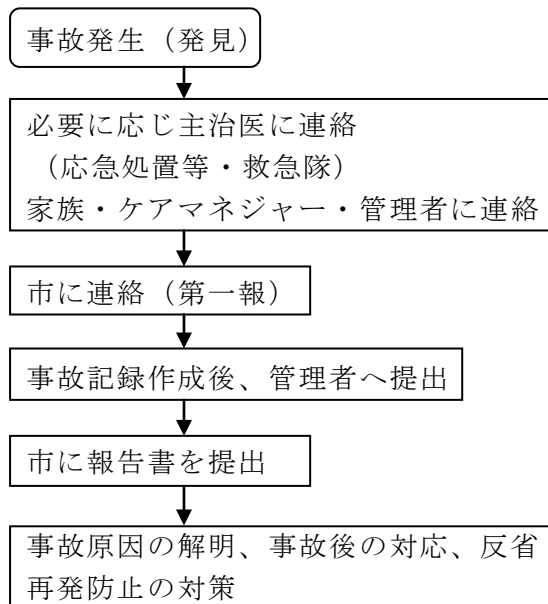 事故発生（発見）
必要に応じ主治医に連絡
（応急処置等・救急隊）
家族・ケアマネジャー・管理者に連絡
市に連絡（第一報）
事故記録作成後、管理者へ提出
市に報告書を提出
事故原因の解明、事故後の対応、反省
再発防止の対策